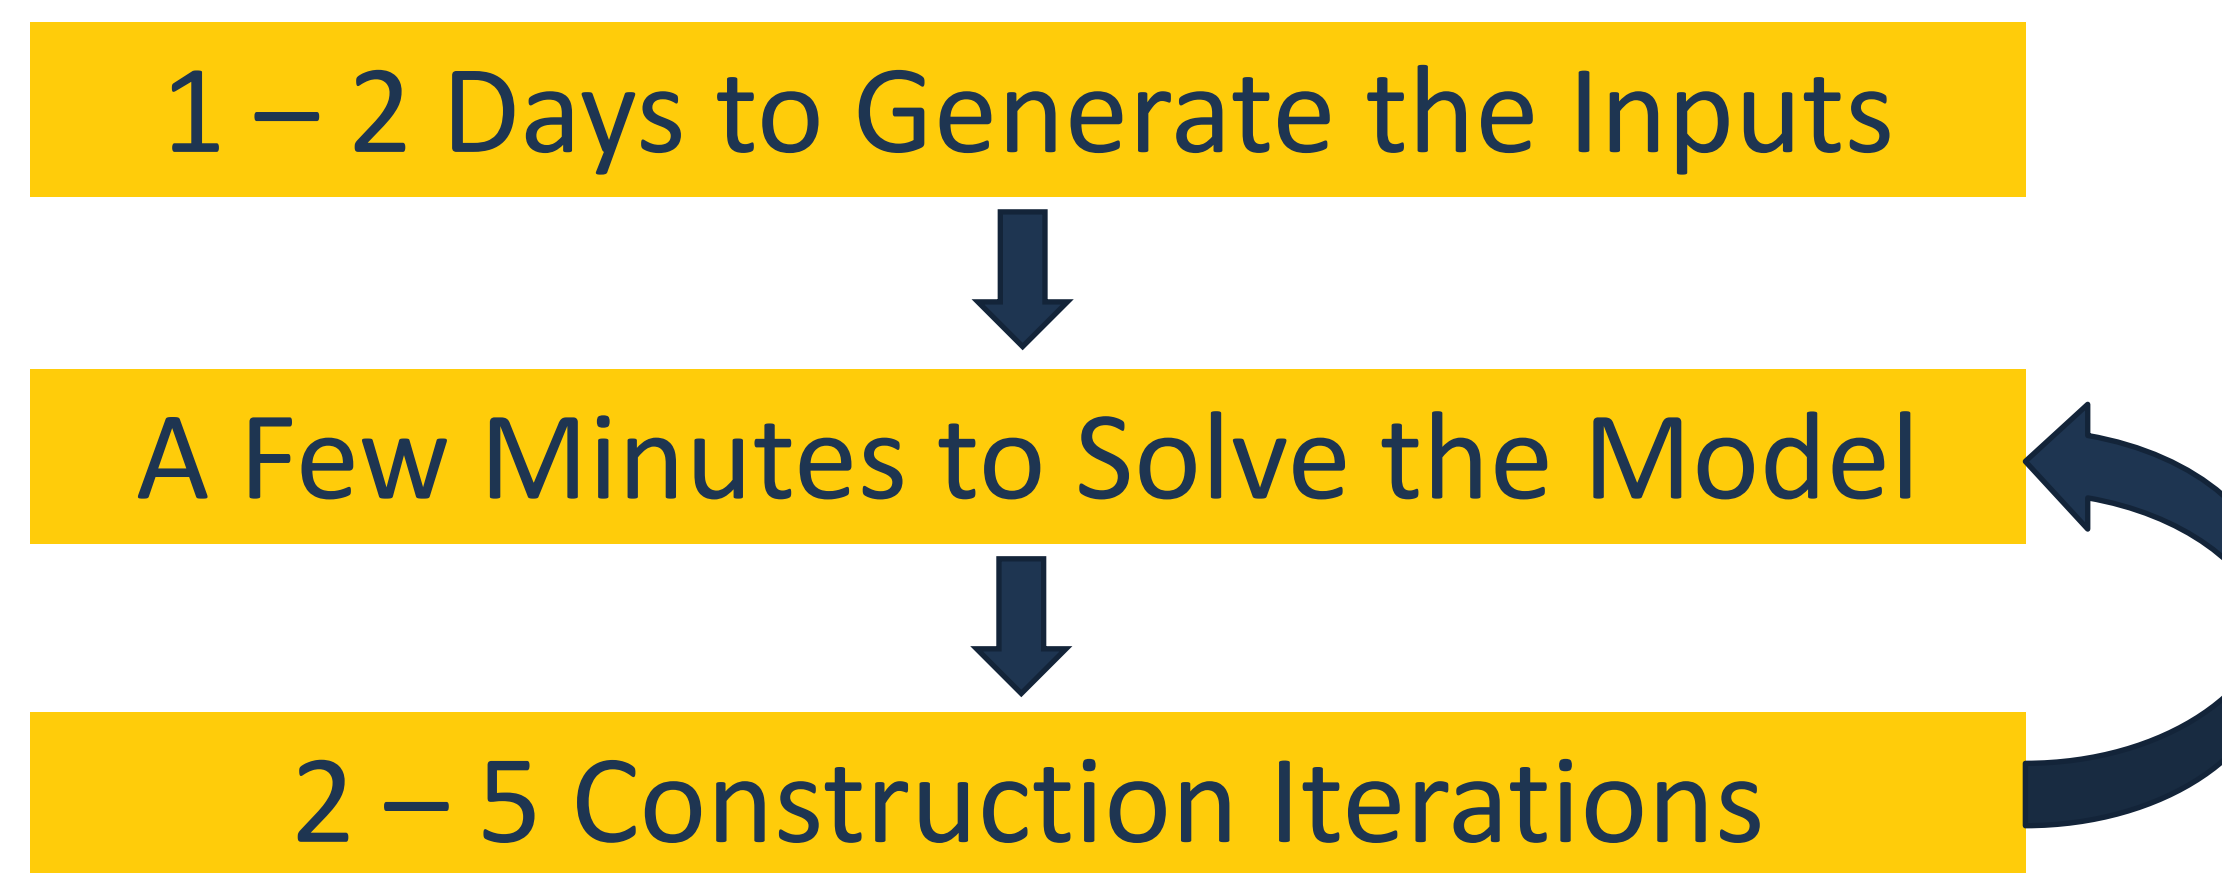 1 – 2 Days to Generate the Inputs
A Few Minutes to Solve the Model
2 – 5 Construction Iterations